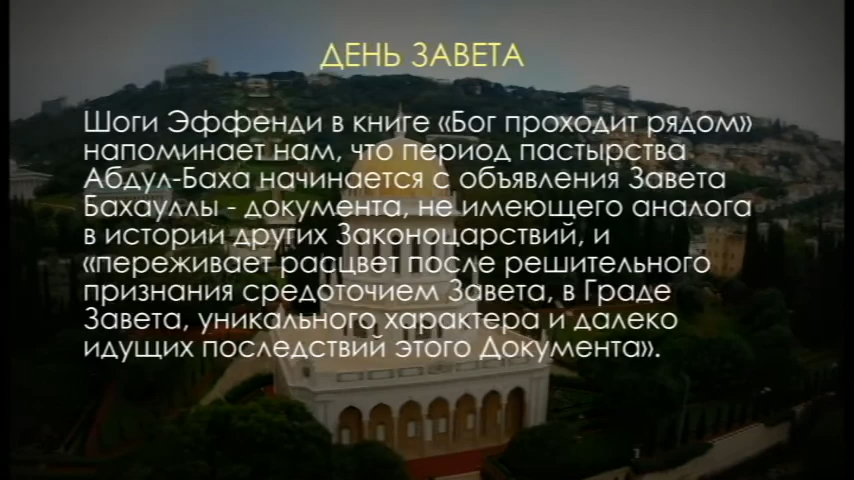 ДЕНЬ ЗАВЕТА
Шоги Эффенди в книге «Бог проходит рядом»
напоминает нам, что период пастырства
Абдул-Баха начинается с объявления Завета
Бахауллы - документа, не имеющего аналога
в истории других Законоцарствий, и
«переживает расцвет после решительного
признания средоточием Завета, в Граде
Завета, уникального характера и далеко
идущих последствий этого Документа».